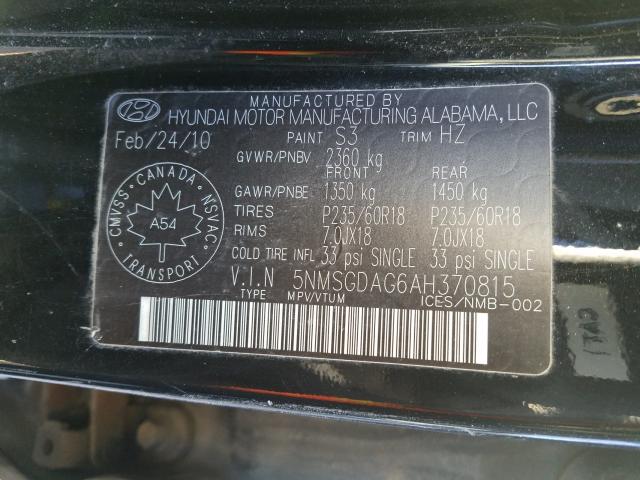 MANUFACTURED BY
HYUNDAI MOTOR MANUFACTURING ALABAMA, LLC
Feb/24/10 PAINT S3 TRIM HZ
GVWR/PNBV 2360 kg
FRONT REAR
GAWR/PNBE 1350 kg 1450 kg
TIRES P235/60R18 P235/60R18
RIMS 7.0JX18 7.0JX18
COLD TIRE INFL 33 psi SINGLE 33 psi SINGLE
V.I.N 5NMSGDAG6AH370815
TYPE MPV/VTUM ICES/NMB-002
CMVSS CANADA NSVAC
A54
TRANSPORT